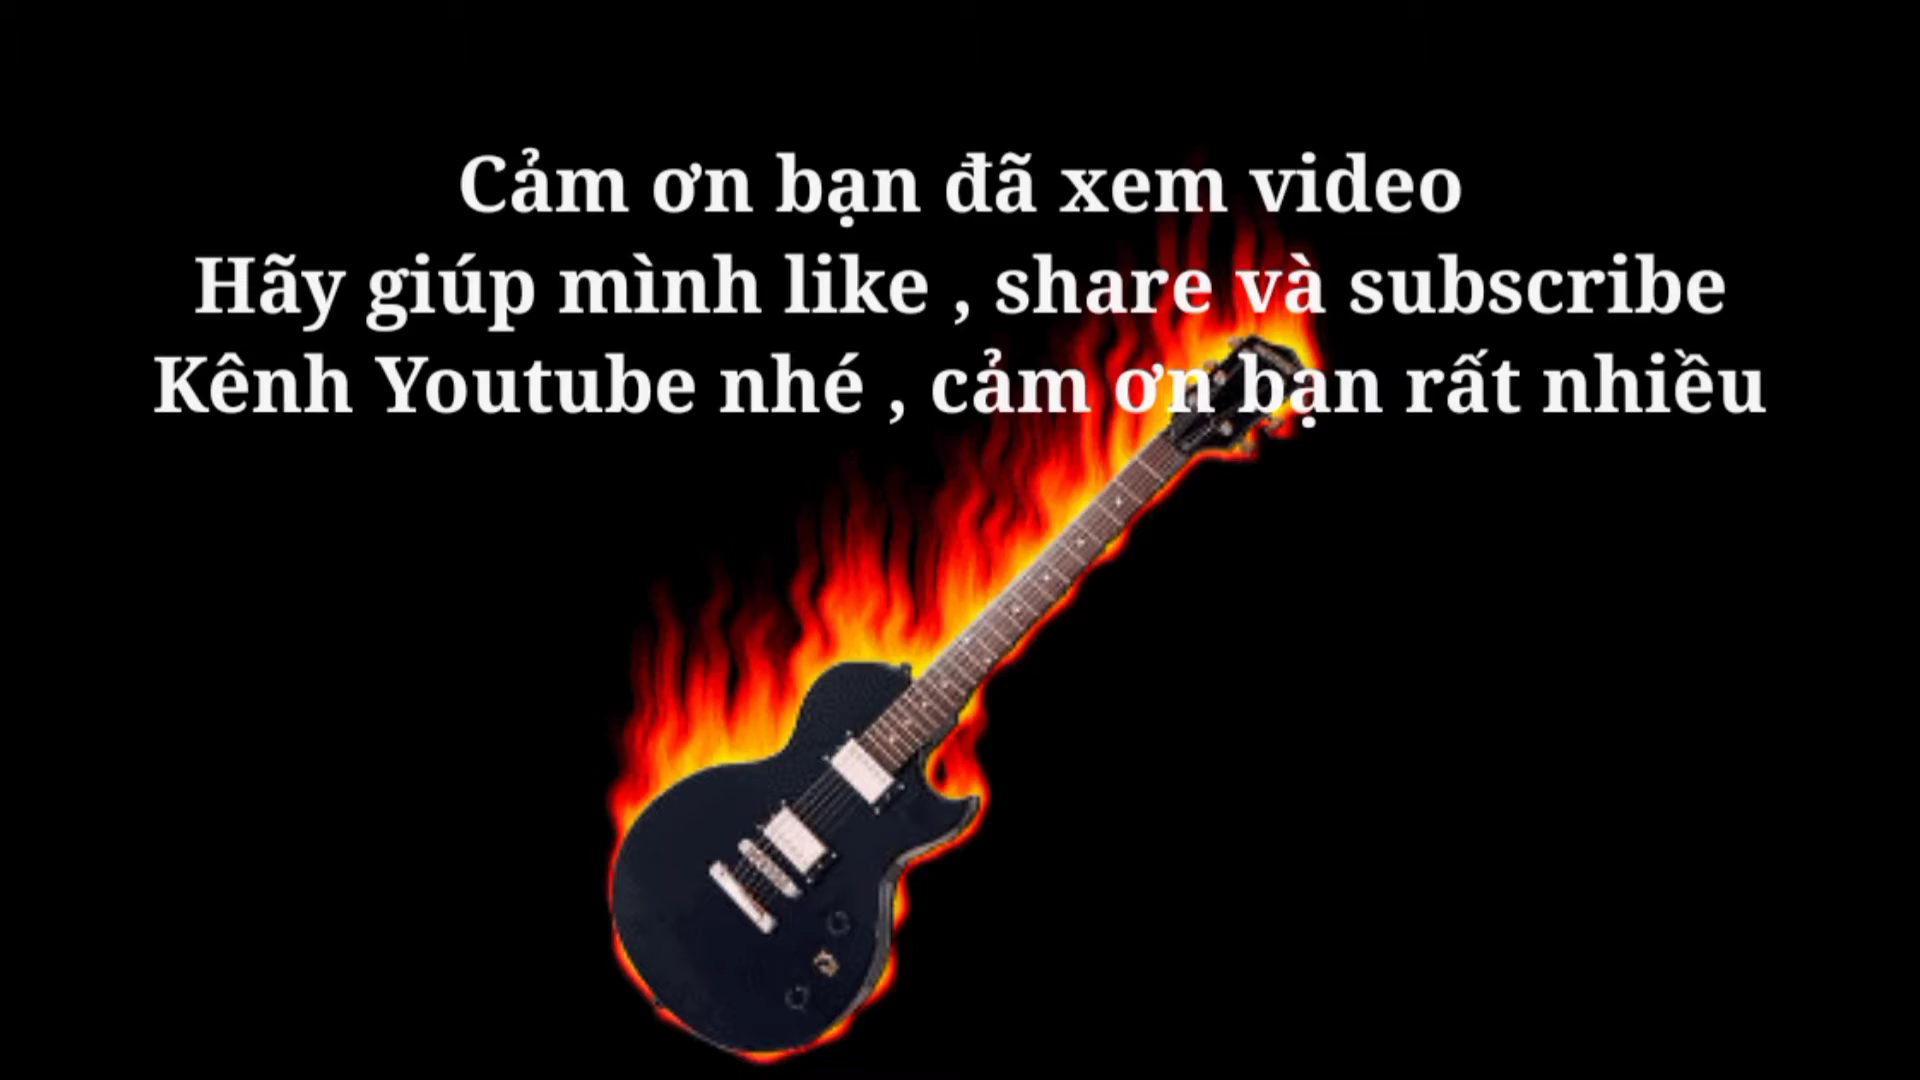 Cảm ơn bạn đã xem video
Hãy giúp mình like , share và subscribe
Kênh Youtube nhé , cảm ơn bạn rất nhiều